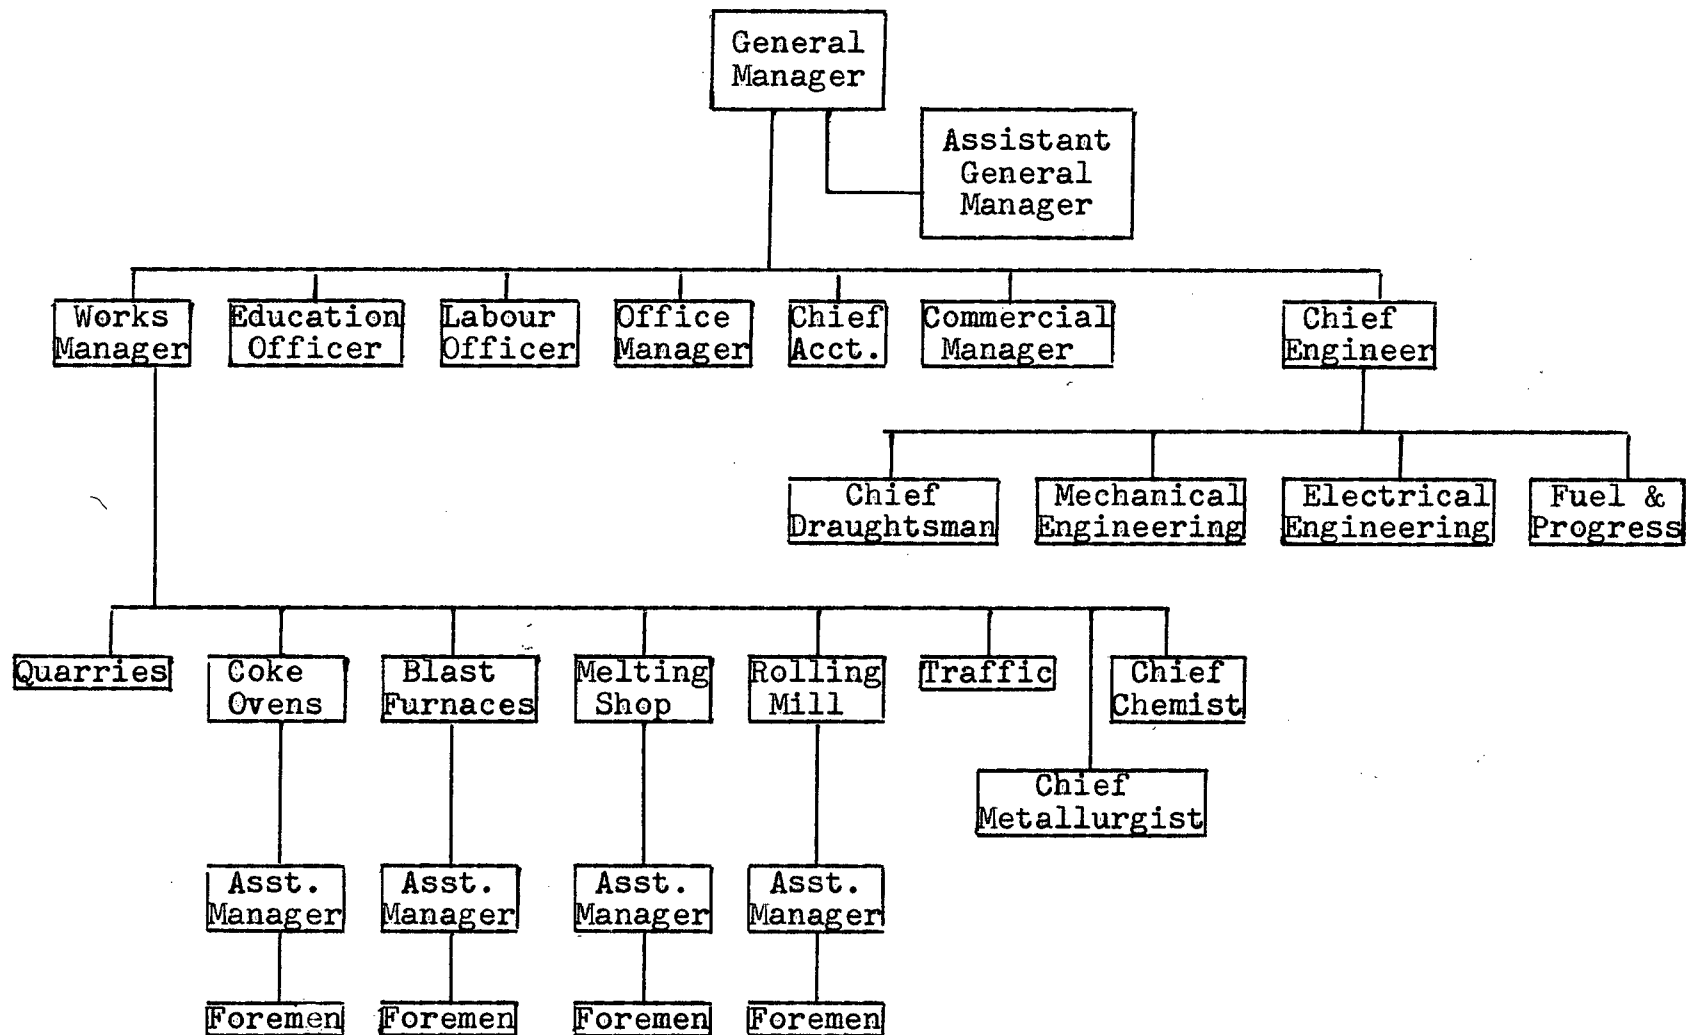 General
Manager
Assistant
General
Manager
Works
Manager
Education
Officer
Labour
Officer
Office
Manager
Chief
Acct.
Commercial
Manager
Chief
Engineer
Chief
Draughtsman
Mechanical
Engineering
Electrical
Engineering
Fuel &
Progress
Quarries
Coke
Ovens
Blast
Furnaces
Melting
Shop
Rolling
Mill
Traffic
Chief
Chemist
Chief
Metallurgist
Asst.
Manager
Asst.
Manager
Asst.
Manager
Asst.
Manager
Foremen
Foremen
Foremen
Foremen